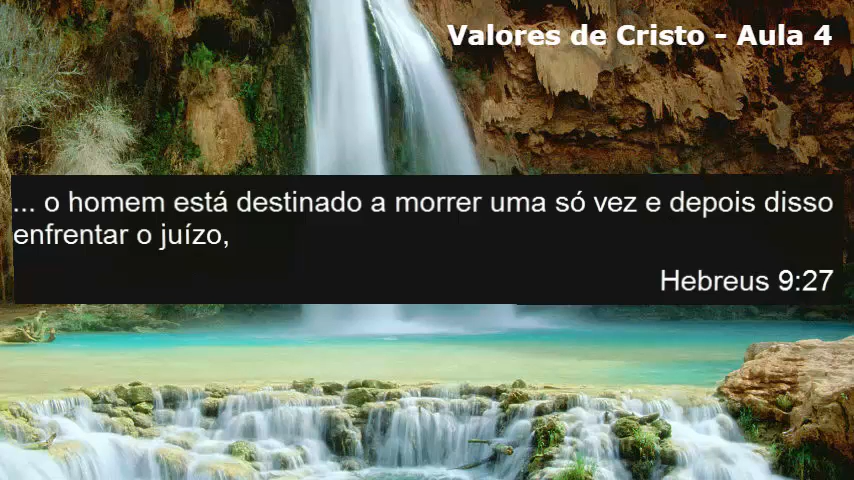 Valores de Cristo - Aula 4
... o homem está destinado a morrer uma só vez e depois disso
enfrentar o juízo,
Hebreus 9:27